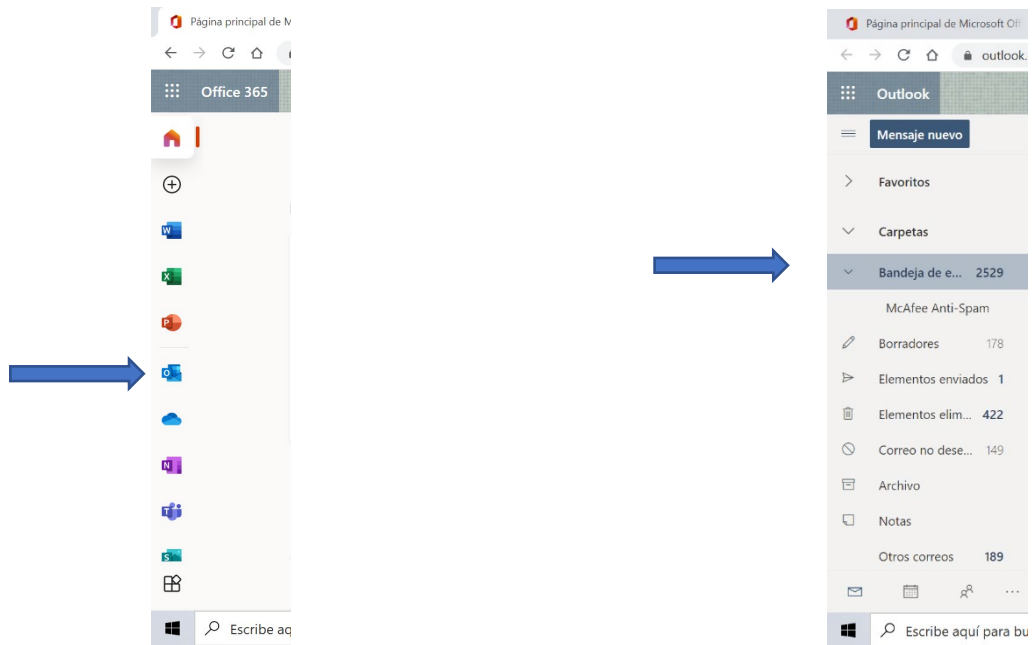 Página principal de M
Office 365
W
X
P
O
N
T
S
Escribe aq
Página principal de Microsoft Off
outlook.
Outlook
Mensaje nuevo
Favoritos
Carpetas
Bandeja de e... 2529
McAfee Anti-Spam
Borradores 178
Elementos enviados 1
Elementos elim... 422
Correo no dese... 149
Archivo
Notas
Otros correos 189
Escribe aquí para bu